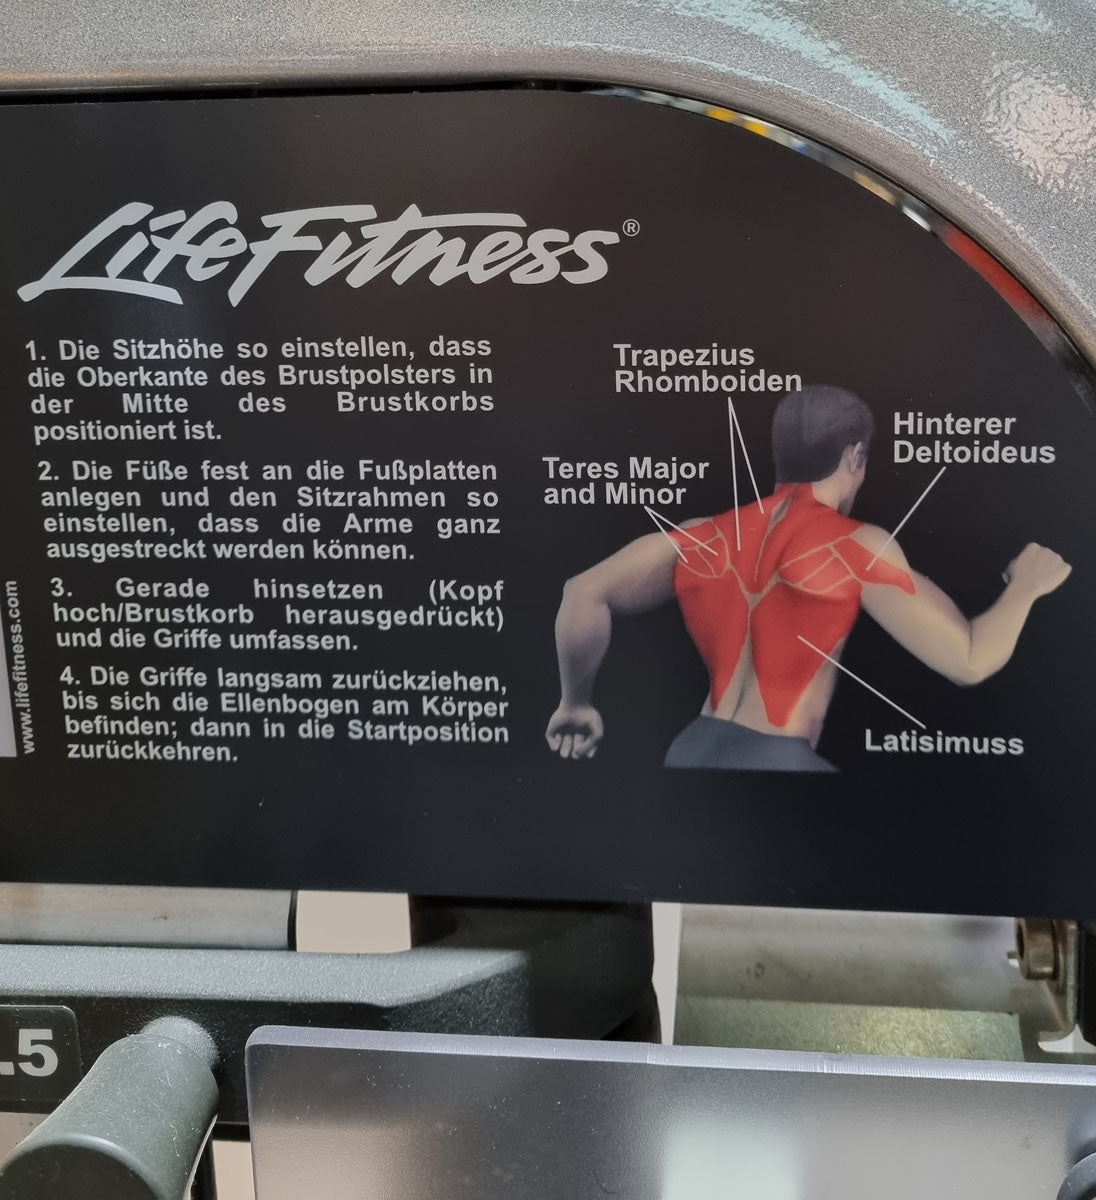 LifeFitness®
1. Die Sitzhöhe so einstellen, dass
die Oberkante des Brustpolsters in
der Mitte des Brustkorbs
positioniert ist.
2. Die Füße fest an die Fußplatten
anlegen und den Sitzrahmen so
einstellen, dass die Arme ganz
ausgestreckt werden können.
3. Gerade hinsetzen (Kopf
hoch/Brustkorb herausgedrückt)
und die Griffe umfassen.
4. Die Griffe langsam zurückziehen,
bis sich die Ellenbogen am Körper
befinden; dann in die Startposition
zurückkehren.
www.lifefitness.com
Trapezius
Rhomboiden
Hinterer
Deltoideus
Teres Major
and Minor
Latisimuss
.5